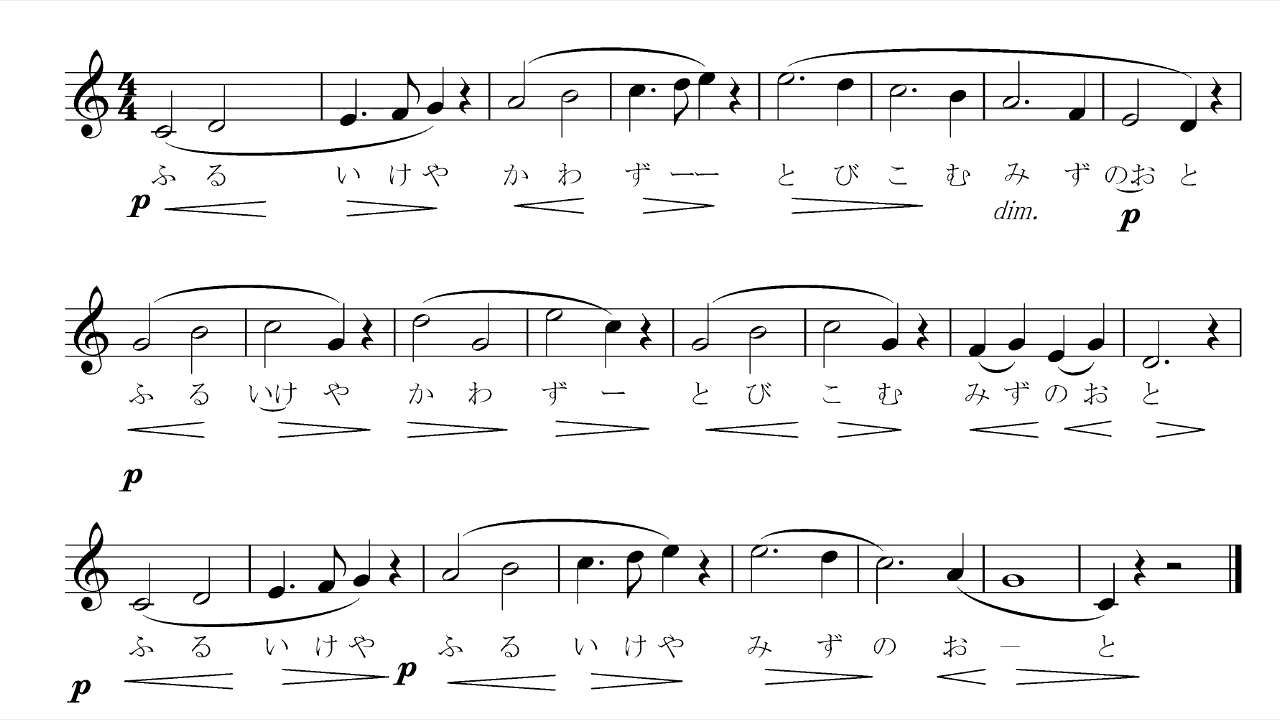 ふ る い け や か わ ず ーー と び こ む み ず のお と
p dim. p
ふ る いけ や か わ ず ー と び こ む み ず の お と
p
ふ る い け や ふ る い け や み ず の お ー と
p p